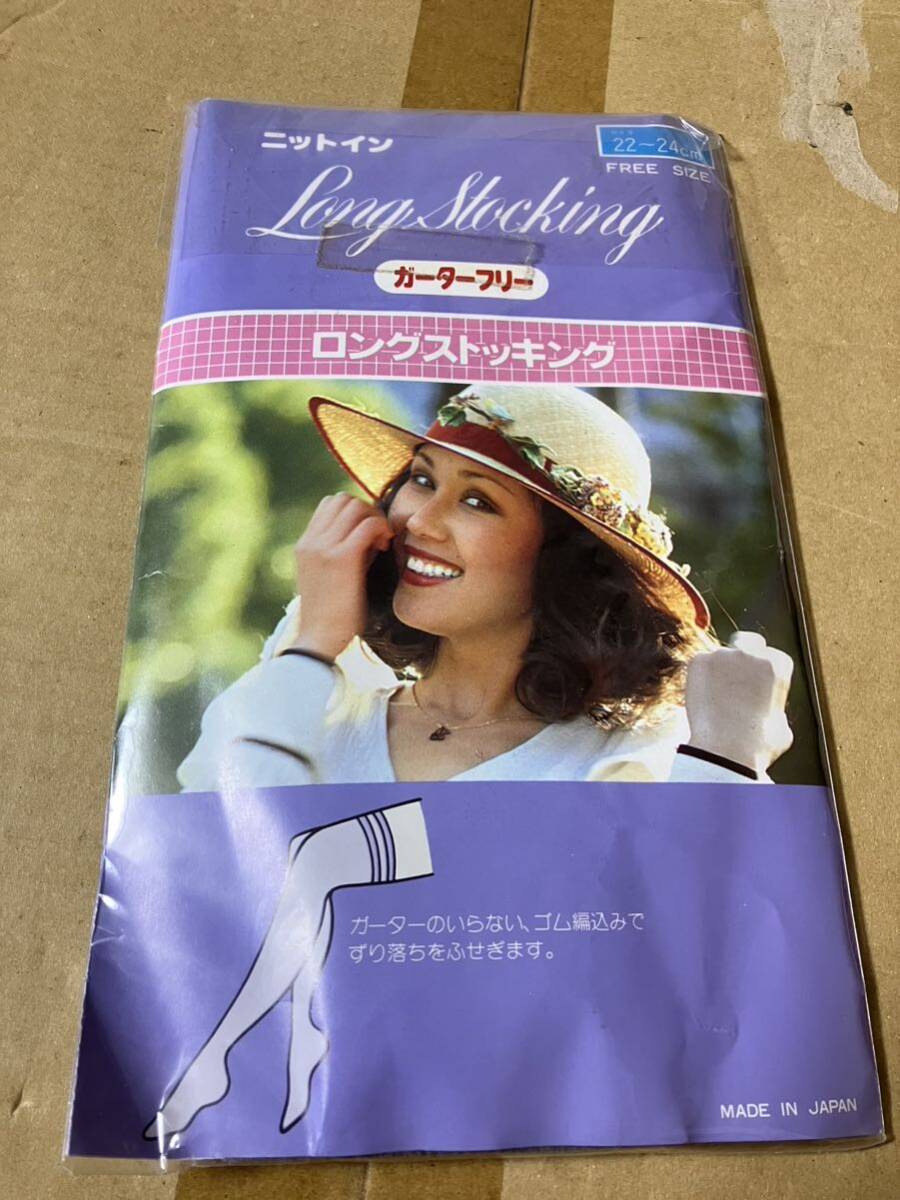 ニットイン
22～24cm
FREE SIZE
Long Stocking
ガーターフリー
ロングストッキング
ガーターのいらない、ゴム編込みで
ずり落ちをふせぎます。
MADE IN JAPAN